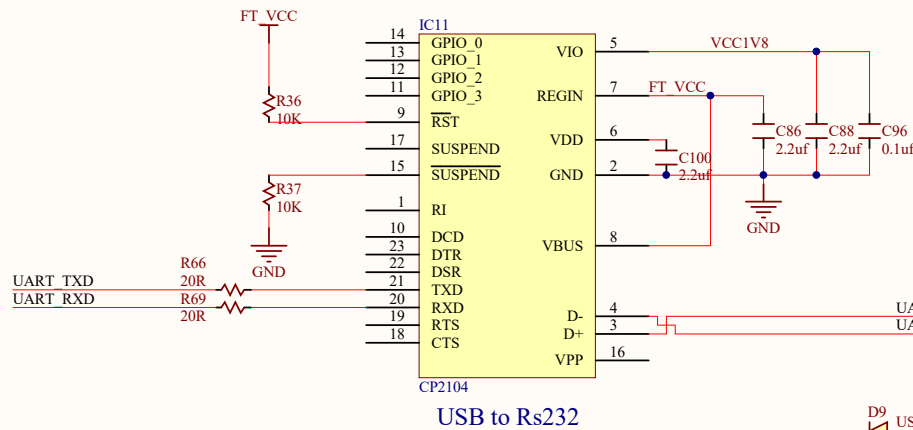 FT_VCC
IC11
14 GPIO_0
13 GPIO_1
12 GPIO_2
11 GPIO_3
R36
10K
9 RST
17 SUSPEND
15 SUSPEND
R37
10K
GND
1 RI
10 DCD
23 DTR
22 DSR
UART_TXD R66 20R 21 TXD
UART_RXD R69 20R 20 RXD
19 RTS
18 CTS
VIO 5 VCC1V8
REGIN 7 FT_VCC
VDD 6
GND 2
VBUS 8
D- 4 UA
D+ 3 UA
VPP 16
C100
2.2uf
C86
2.2uf
C88
2.2uf
C96
0.1uf
GND
CP2104
USB to Rs232
D9
US